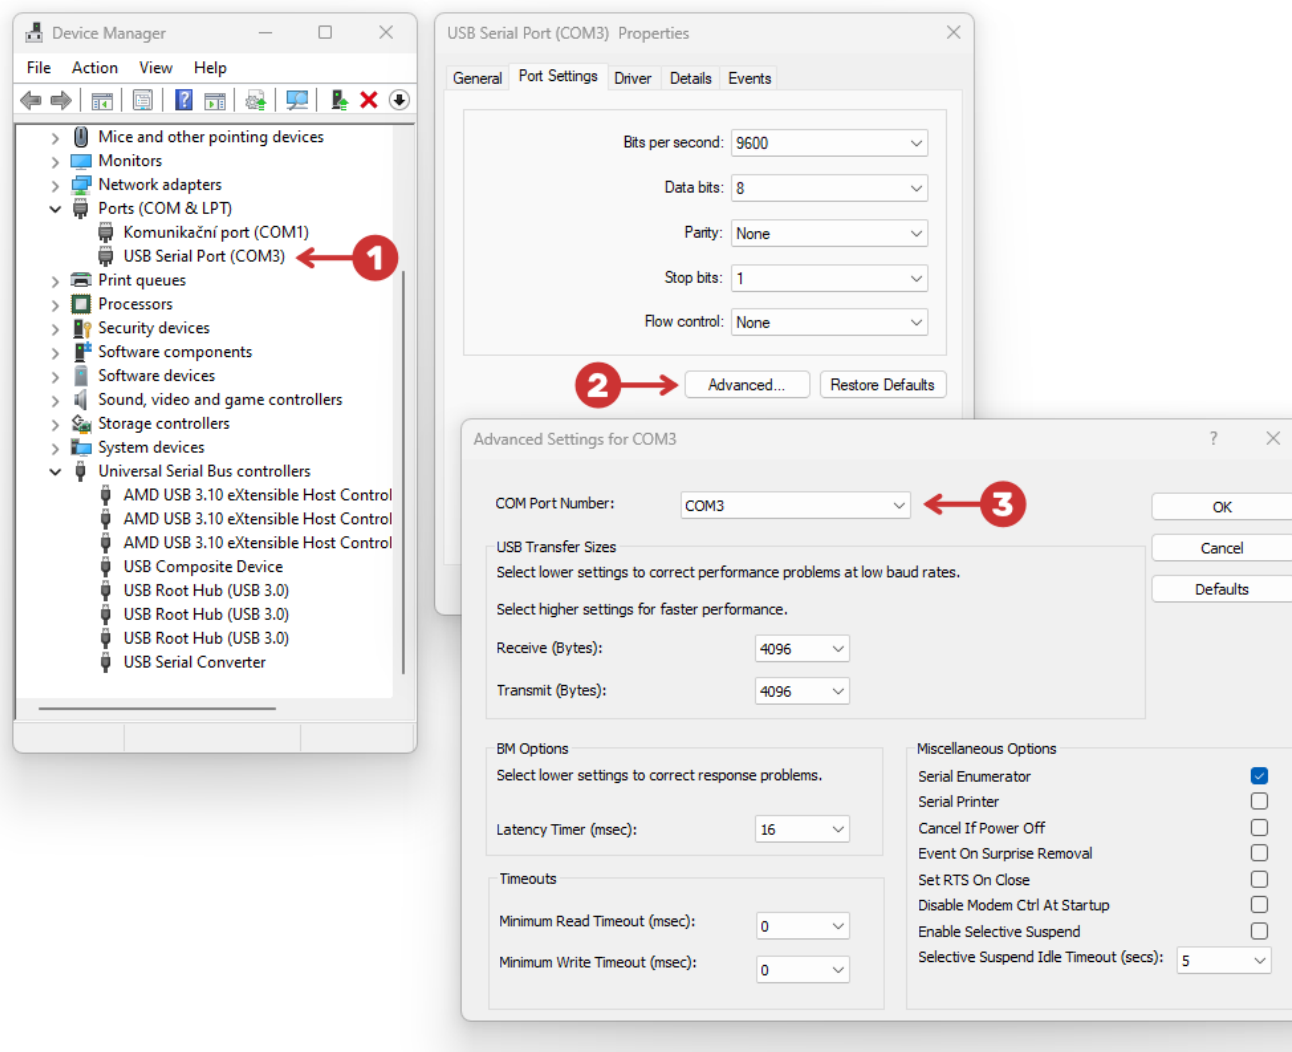 Device Manager
File Action View Help
Mice and other pointing devices
Monitors
Network adapters
Ports (COM & LPT)
Komunikační port (COM1)
USB Serial Port (COM3)
1
Print queues
Processors
Security devices
Software components
Software devices
Sound, video and game controllers
Storage controllers
System devices
Universal Serial Bus controllers
AMD USB 3.10 eXtensible Host Control
AMD USB 3.10 eXtensible Host Control
AMD USB 3.10 eXtensible Host Control
USB Composite Device
USB Root Hub (USB 3.0)
USB Root Hub (USB 3.0)
USB Root Hub (USB 3.0)
USB Serial Converter
USB Serial Port (COM3) Properties
General Port Settings Driver Details Events
Bits per second: 9600
Data bits: 8
Parity: None
Stop bits: 1
Flow control: None
2 Advanced... Restore Defaults
Advanced Settings for COM3 ?
COM Port Number: COM3 3 OK
USB Transfer Sizes Cancel
Select lower settings to correct performance problems at low baud rates.
Defaults
Select higher settings for faster performance.
Receive (Bytes): 4096
Transmit (Bytes): 4096
BM Options
Select lower settings to correct response problems.
Latency Timer (msec): 16
Timeouts
Minimum Read Timeout (msec): 0
Minimum Write Timeout (msec): 0
Miscellaneous Options
Serial Enumerator
Serial Printer
Cancel If Power Off
Event On Surprise Removal
Set RTS On Close
Disable Modem Ctrl At Startup
Enable Selective Suspend
Selective Suspend Idle Timeout (secs): 5